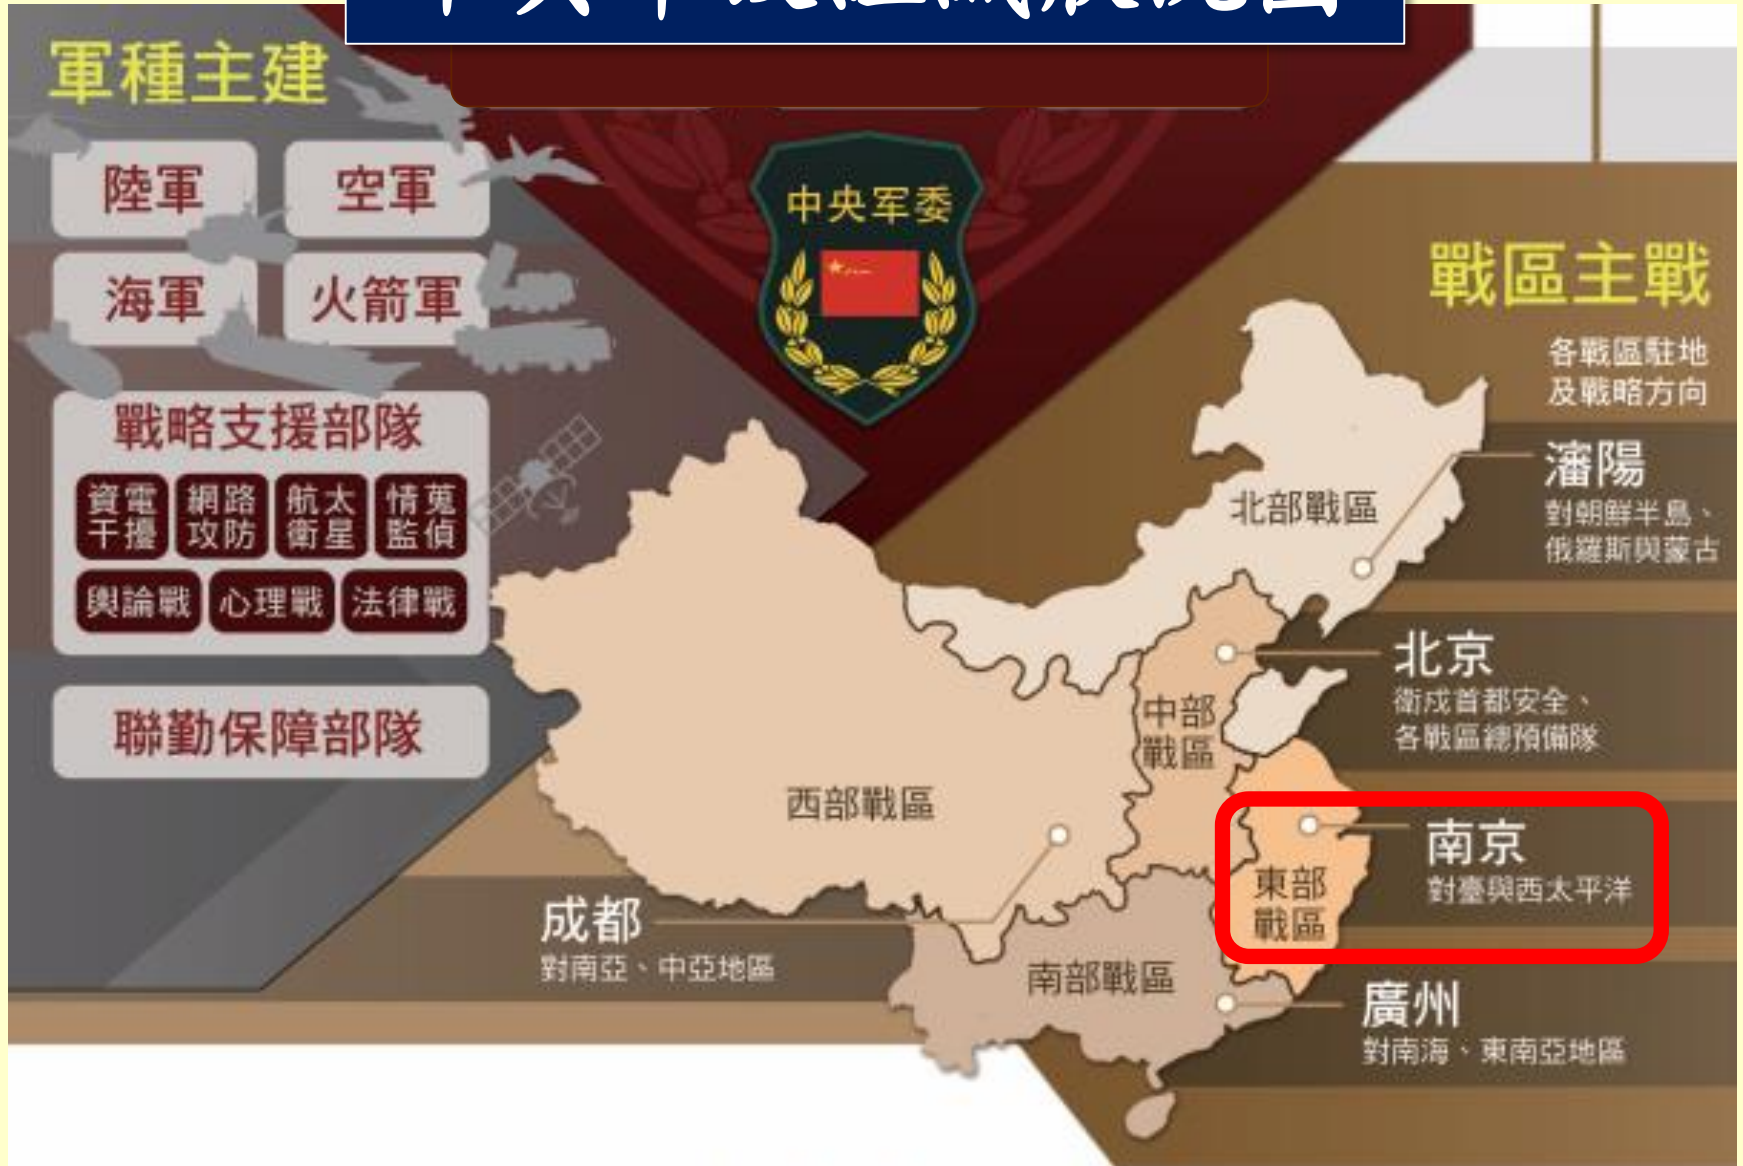 軍種主建
陸軍
空軍
海軍
火箭軍
戰略支援部隊
資電
干擾
網路
攻防
航太
衛星
情蒐
監偵
輿論戰
心理戰
法律戰
聯勤保障部隊
中央军委
戰區主戰
各戰區駐地
及戰略方向
瀋陽
對朝鮮半島、
俄羅斯與蒙古
北部戰區
北京
衛戍首都安全、
各戰區總預備隊
中部
戰區
西部戰區
南京
對臺與西太平洋
東部
戰區
成都
對南亞、中亞地區
南部戰區
廣州
對南海、東南亞地區